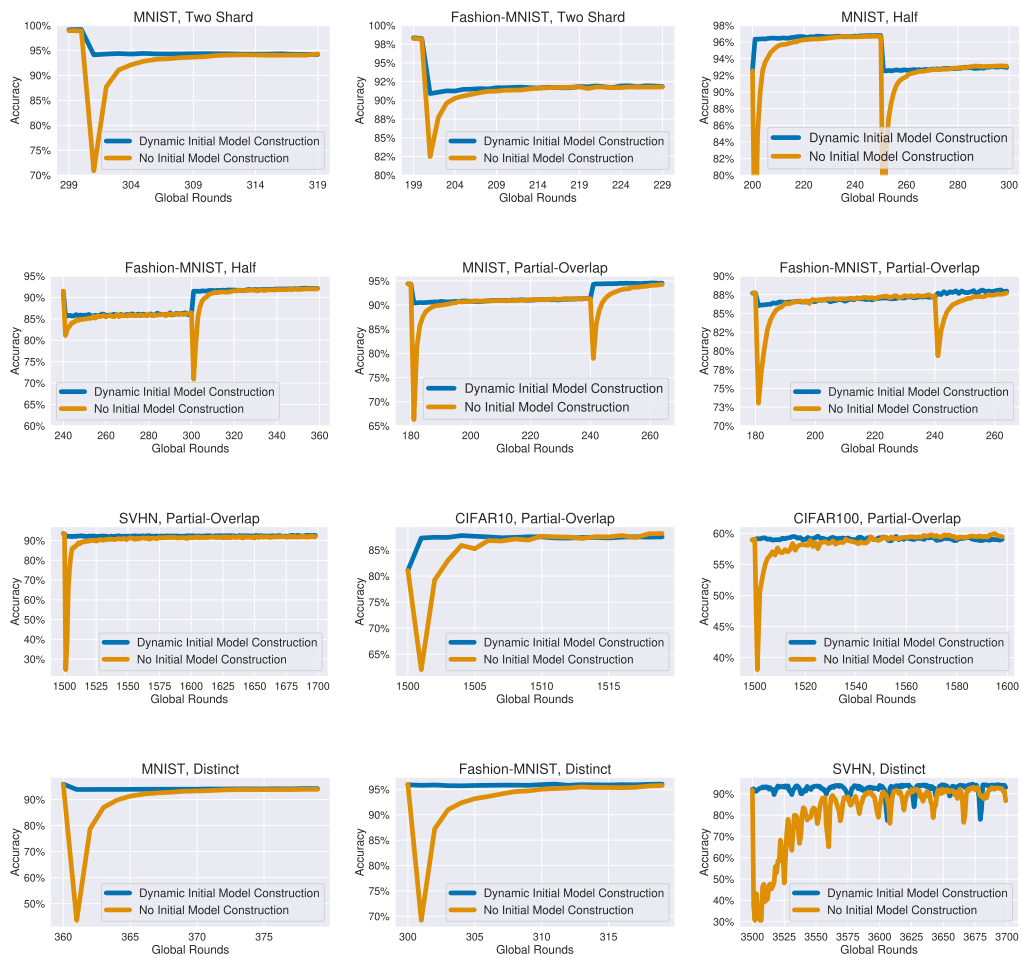 MNIST, Two Shard
100%
95%
90%
85%
80%
75%
70%
Accuracy
Dynamic Initial Model Construction
No Initial Model Construction
299 304 309 314 319
Global Rounds
Fashion-MNIST, Two Shard
100%
98%
95%
92%
90%
88%
85%
82%
80%
Accuracy
Dynamic Initial Model Construction
No Initial Model Construction
199 204 209 214 219 224 229
Global Rounds
MNIST, Half
98%
96%
94%
92%
90%
88%
86%
84%
82%
80%
Accuracy
Dynamic Initial Model Construction
No Initial Model Construction
200 220 240 260 280 300
Global Rounds
Fashion-MNIST, Half
95%
90%
85%
80%
75%
70%
65%
60%
Accuracy
Dynamic Initial Model Construction
No Initial Model Construction
240 260 280 300 320 340 360
Global Rounds
MNIST, Partial-Overlap
95%
90%
85%
80%
75%
70%
65%
Accuracy
Dynamic Initial Model Construction
No Initial Model Construction
180 200 220 240 260
Global Rounds
Fashion-MNIST, Partial-Overlap
90%
88%
85%
82%
80%
78%
75%
73%
70%
Accuracy
Dynamic Initial Model Construction
No Initial Model Construction
180 200 220 240 260
Global Rounds
SVHN, Partial-Overlap
90%
80%
70%
60%
50%
40%
30%
Accuracy
Dynamic Initial Model Construction
No Initial Model Construction
1500 1525 1550 1575 1600 1625 1650 1675 1700
Global Rounds
CIFAR10, Partial-Overlap
85%
80%
75%
70%
65%
Accuracy
Dynamic Initial Model Construction
No Initial Model Construction
1500 1505 1510 1515
Global Rounds
CIFAR100, Partial-Overlap
60%
55%
50%
45%
40%
Accuracy
Dynamic Initial Model Construction
No Initial Model Construction
1500 1520 1540 1560 1580 1600
Global Rounds
MNIST, Distinct
90%
80%
70%
60%
50%
Accuracy
Dynamic Initial Model Construction
No Initial Model Construction
360 365 370 375
Global Rounds
Fashion-MNIST, Distinct
95%
90%
85%
80%
75%
70%
Accuracy
Dynamic Initial Model Construction
No Initial Model Construction
300 305 310 315
Global Rounds
SVHN, Distinct
90%
80%
70%
60%
50%
40%
30%
Accuracy
Dynamic Initial Model Construction
No Initial Model Construction
3500 3525 3550 3575 3600 3625 3650 3675 3700
Global Rounds